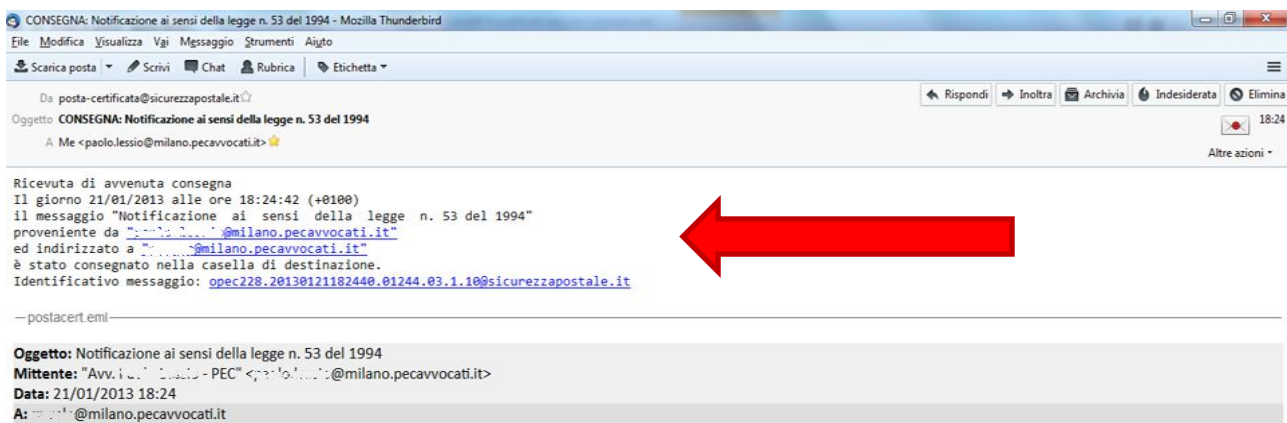 CONSEGNA: Notificazione ai sensi della legge n. 53 del 1994 - Mozilla Thunderbird
File Modifica Visualizza Vai Messaggio Strumenti Aiuto
Scarica posta Scrivi Chat Rubrica Etichetta
Da posta-certificata@sicurezzapostale.it
Rispondi Inoltra Archivia Indesiderata Elimina
Oggetto CONSEGNA: Notificazione ai sensi della legge n. 53 del 1994
18:24
A Me <paolo.lessio@milano.pecavvocati.it>
Altre azioni
Ricevuta di avvenuta consegna
Il giorno 21/01/2013 alle ore 18:24:42 (+0100)
il messaggio "Notificazione ai sensi della legge n. 53 del 1994"
proveniente da "@milano.pecavvocati.it"
ed indirizzato a "@milano.pecavvocati.it"
è stato consegnato nella casella di destinazione.
Identificativo messaggio: opec228.20130121182440.01244.03.1.10@sicurezzapostale.it
postacert.eml
Oggetto: Notificazione ai sensi della legge n. 53 del 1994
Mittente: "Avv. - PEC" <@milano.pecavvocati.it>
Data: 21/01/2013 18:24
A: @milano.pecavvocati.it